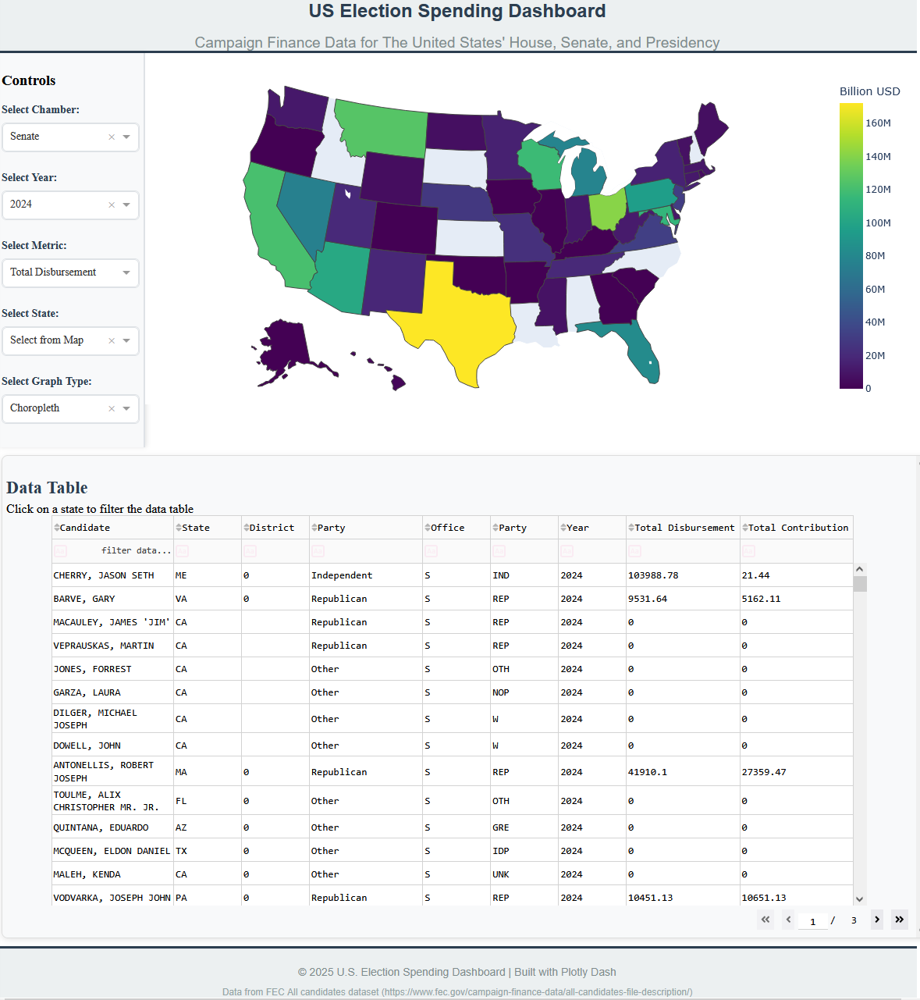 US Election Spending Dashboard
Campaign Finance Data for The United States' House, Senate, and Presidency
Controls
Select Chamber:
Senate ×
Select Year:
2024 ×
Select Metric:
Total Disbursement
Select State:
Select from Map ×
Select Graph Type:
Choropleth ×
Billion USD
160M
140M
120M
100M
80M
60M
40M
20M
0
Data Table
Click on a state to filter the data table
Candidate State District Party Office Party Year Total Disbursement Total Contribution
Aa filter data... Aa Aa Aa Aa Aa Aa Aa Aa
CHERRY, JASON SETH ME 0 Independent S IND 2024 103988.78 21.44
BARVE, GARY VA 0 Republican S REP 2024 9531.64 5162.11
MACAULEY, JAMES 'JIM' CA Republican S REP 2024 0 0
VEPRAUSKAS, MARTIN CA Republican S REP 2024 0 0
JONES, FORREST CA Other S OTH 2024 0 0
GARZA, LAURA CA Other S NOP 2024 0 0
DILGER, MICHAEL
JOSEPH CA Other S W 2024 0 0
DOWELL, JOHN CA Other S W 2024 0 0
ANTONELLIS, ROBERT
JOSEPH MA 0 Republican S REP 2024 41910.1 27359.47
TOULME, ALIX
CHRISTOPHER MR. JR. FL 0 Other S OTH 2024 0 0
QUINTANA, EDUARDO AZ 0 Other S GRE 2024 0 0
MCQUEEN, ELDON DANIEL TX 0 Other S IDP 2024 0 0
MALEH, KENDA CA 0 Other S UNK 2024 0 0
VODVARKA, JOSEPH JOHN PA 0 Republican S REP 2024 10451.13 10651.13
1 / 3
© 2025 U.S. Election Spending Dashboard | Built with Plotly Dash
Data from FEC All candidates dataset (https://www.fec.gov/campaign-finance-data/all-candidates-file-description/)